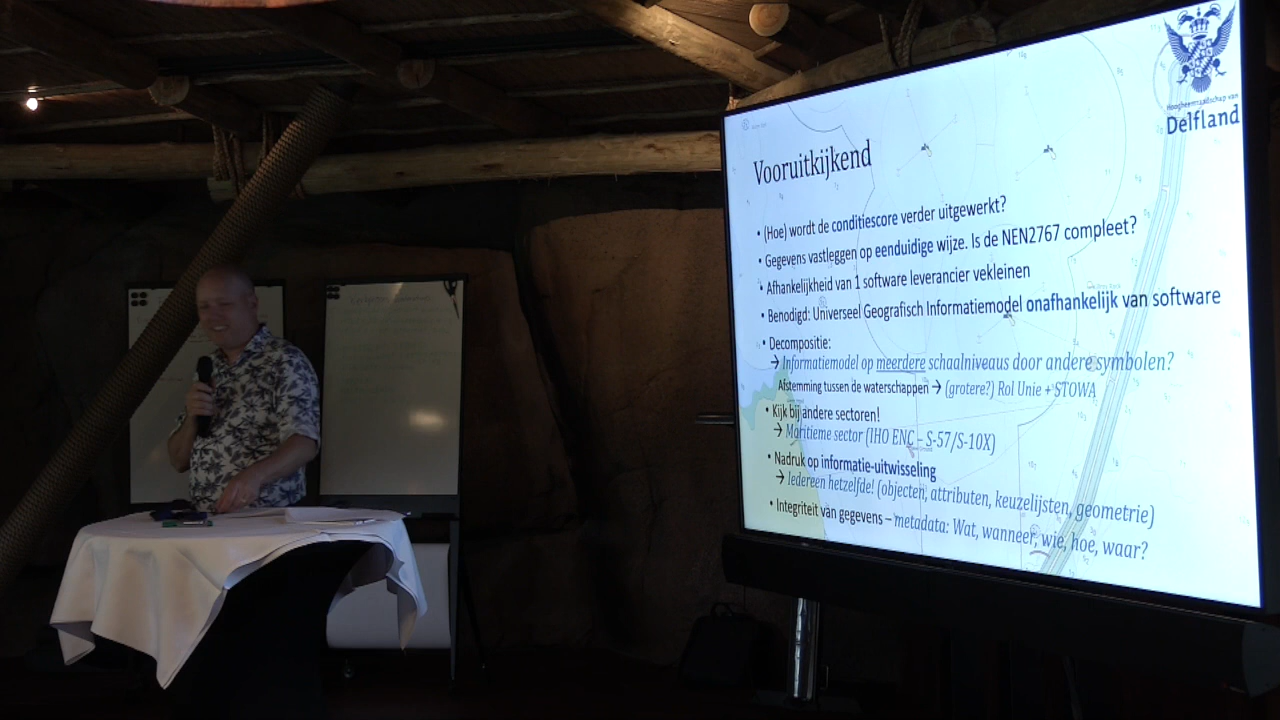 Hoogheemraadschap van
Delfland
Vooruitkijkend
• (Hoe) wordt de conditiescore verder uitgewerkt?
• Gegevens vastleggen op eenduidige wijze. Is de NEN2767 compleet?
• Afhankelijkheid van 1 software leverancier vekleinen
• Benodigd: Universeel Geografisch Informatiemodel onafhankelijk van software
• Decompositie:
→ Informatiemodel op meerdere schaalniveaus door andere symbolen?
Afstemming tussen de waterschappen → (grotere?) Rol Unie + STOWA
• Kijk bij andere sectoren!
→ Maritieme sector (IHO ENC – S-57/S-10X)
• Nadruk op informatie-uitwisseling
→ Iedereen hetzelfde! (objecten, attributen, keuzelijsten, geometrie)
• Integriteit van gegevens – metadata: Wat, wanneer, wie, hoe, waar?